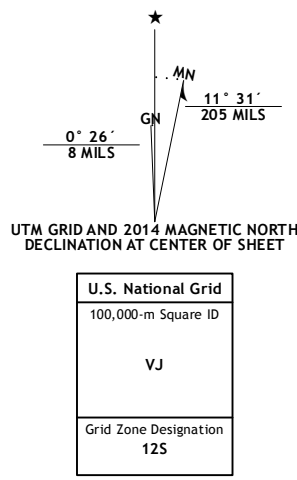 MN
GN
11° 31´
205 MILS
0° 26´
8 MILS
UTM GRID AND 2014 MAGNETIC NORTH
DECLINATION AT CENTER OF SHEET
U.S. National Grid
100,000-m Square ID
VJ
Grid Zone Designation
12S